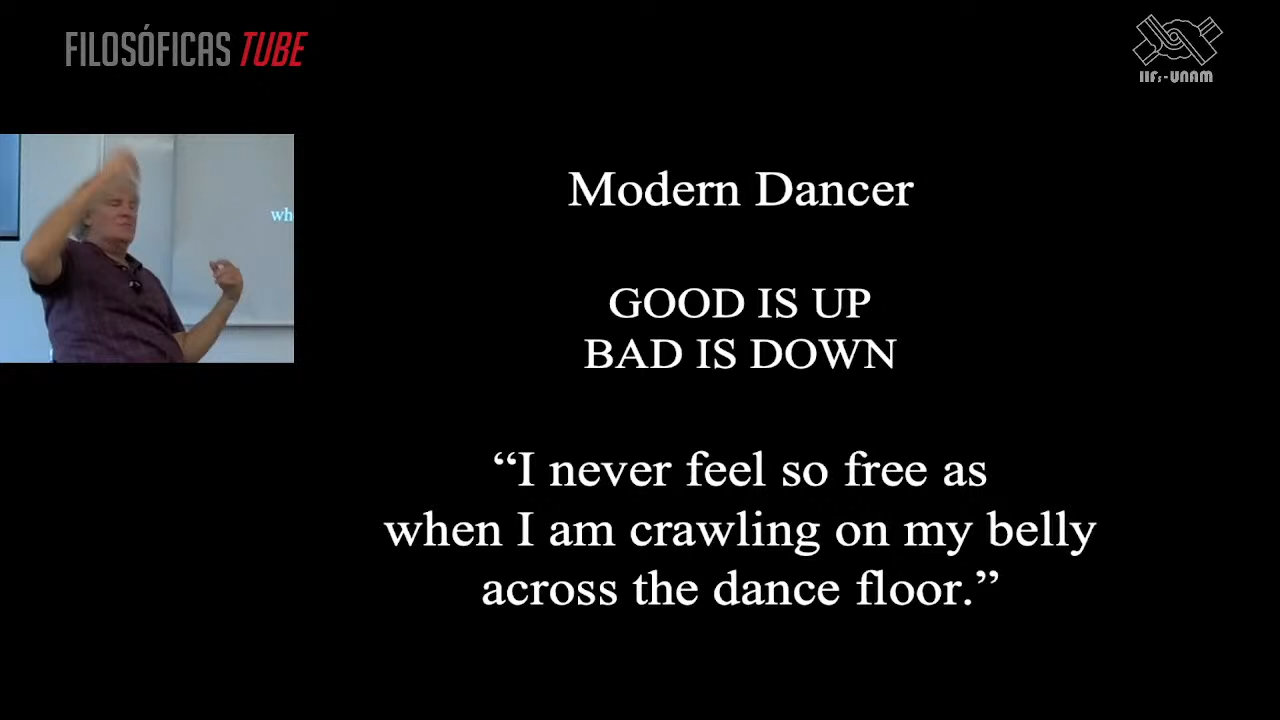 FILOSÓFICAS TUBE
IIFs-UNAM
wh
Modern Dancer
GOOD IS UP
BAD IS DOWN
“I never feel so free as
when I am crawling on my belly
across the dance floor.”